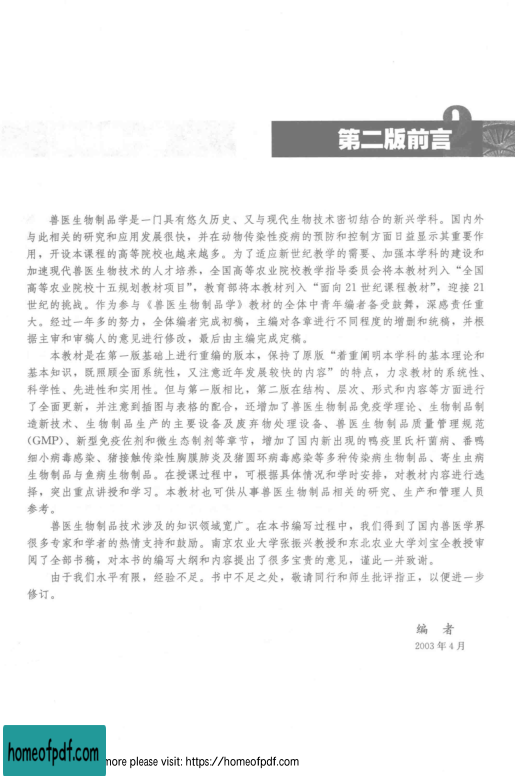 2
第二版前言
兽医生物制品学是一门具有悠久历史、又与现代生物技术密切结合的新兴学科。国内外
与此相关的研究和应用发展很快，并在动物传染性疫病的预防和控制方面日益显示其重要作
用，开设本课程的高等院校也越来越多。为了适应新世纪教学的需要、加强本学科的建设和
加速现代兽医生物技术的人才培养，全国高等农业院校教学指导委员会将本教材列入“全国
高等农业院校十五规划教材项目”，教育部将本教材列入“面向21世纪课程教材”，迎接21
世纪的挑战。作为参与《兽医生物制品学》教材的全体中青年编者备受鼓舞，深感责任重
大。经过一年多的努力，全体编者完成初稿，主编对各章进行不同程度的增删和统稿，并根
据主审和审稿人的意见进行修改，最后由主编完成定稿。
本教材是在第一版基础上进行重编的版本，保持了原版“着重阐明本学科的基本理论和
基本知识，既照顾全面系统性，又注意近年发展较快的内容”的特点，力求教材的系统性、
科学性、先进性和实用性。但与第一版相比，第二版在结构、层次、形式和内容等方面进行
了全面更新，并注意到插图与表格的配合，还增加了兽医生物制品免疫学理论、生物制品制
造新技术、生物制品生产的主要设备及废弃物处理设备、兽医生物制品质量管理规范
(GMP)、新型免疫佐剂和微生态制剂等章节，增加了国内新出现的鸭疫里氏杆菌病、番鸭
细小病毒感染、猪接触传染性胸膜肺炎及猪圆环病毒感染等多种传染病生物制品、寄生虫病
生物制品与鱼病生物制品。在授课过程中，可根据具体情况和学时安排，对教材内容进行选
择，突出重点讲授和学习。本教材也可供从事兽医生物制品相关的研究、生产和管理人员
参考。
兽医生物制品技术涉及的知识领域宽广。在本书编写过程中，我们得到了国内兽医学界
很多专家和学者的热情支持和鼓励。南京农业大学张振兴教授和东北农业大学刘宝全教授审
阅了全部书稿，对本书的编写大纲和内容提出了很多宝贵的意见，谨此一并致谢。
由于我们水平有限，经验不足。书中不足之处，敬请同行和师生批评指正，以便进一步
修订。
编 者
2003年4月
homeofpdf.com
more please visit: https://homeofpdf.com